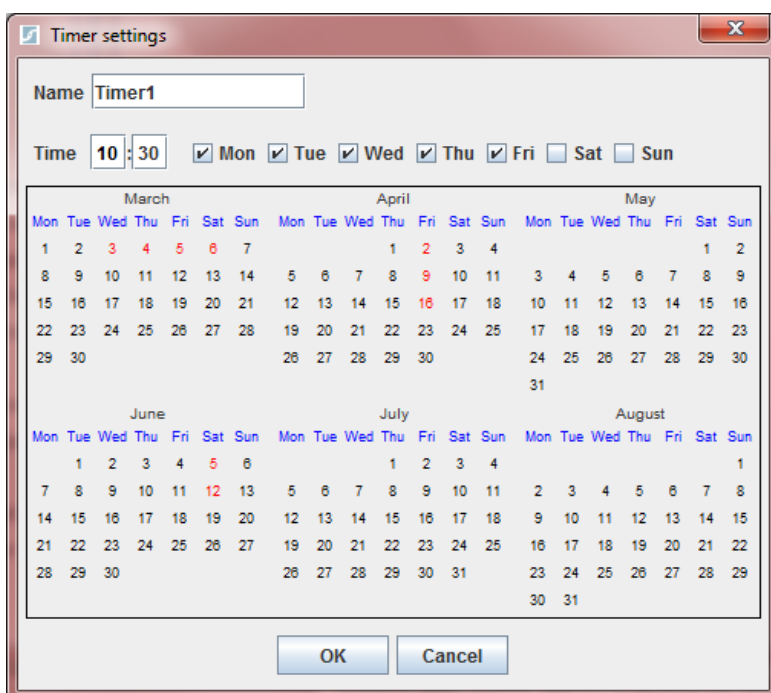 Timer settings
Name Timer1
Time 10 : 30 Mon Tue Wed Thu Fri Sat Sun
March April May
Mon Tue Wed Thu Fri Sat Sun Mon Tue Wed Thu Fri Sat Sun Mon Tue Wed Thu Fri Sat Sun
1 2 3 4 5 6 7 1 2 3 4 1 2
8 9 10 11 12 13 14 5 6 7 8 9 10 11 3 4 5 6 7 8 9
15 16 17 18 19 20 21 12 13 14 15 16 17 18 10 11 12 13 14 15 16
22 23 24 25 26 27 28 19 20 21 22 23 24 25 17 18 19 20 21 22 23
29 30 26 27 28 29 30 24 25 26 27 28 29 30
31
June July August
Mon Tue Wed Thu Fri Sat Sun Mon Tue Wed Thu Fri Sat Sun Mon Tue Wed Thu Fri Sat Sun
1 2 3 4 5 6 1 2 3 4 1
7 8 9 10 11 12 13 5 6 7 8 9 10 11 2 3 4 5 6 7 8
14 15 16 17 18 19 20 12 13 14 15 16 17 18 9 10 11 12 13 14 15
21 22 23 24 25 26 27 19 20 21 22 23 24 25 16 17 18 19 20 21 22
28 29 30 26 27 28 29 30 31 23 24 25 26 27 28 29
30 31
OK Cancel